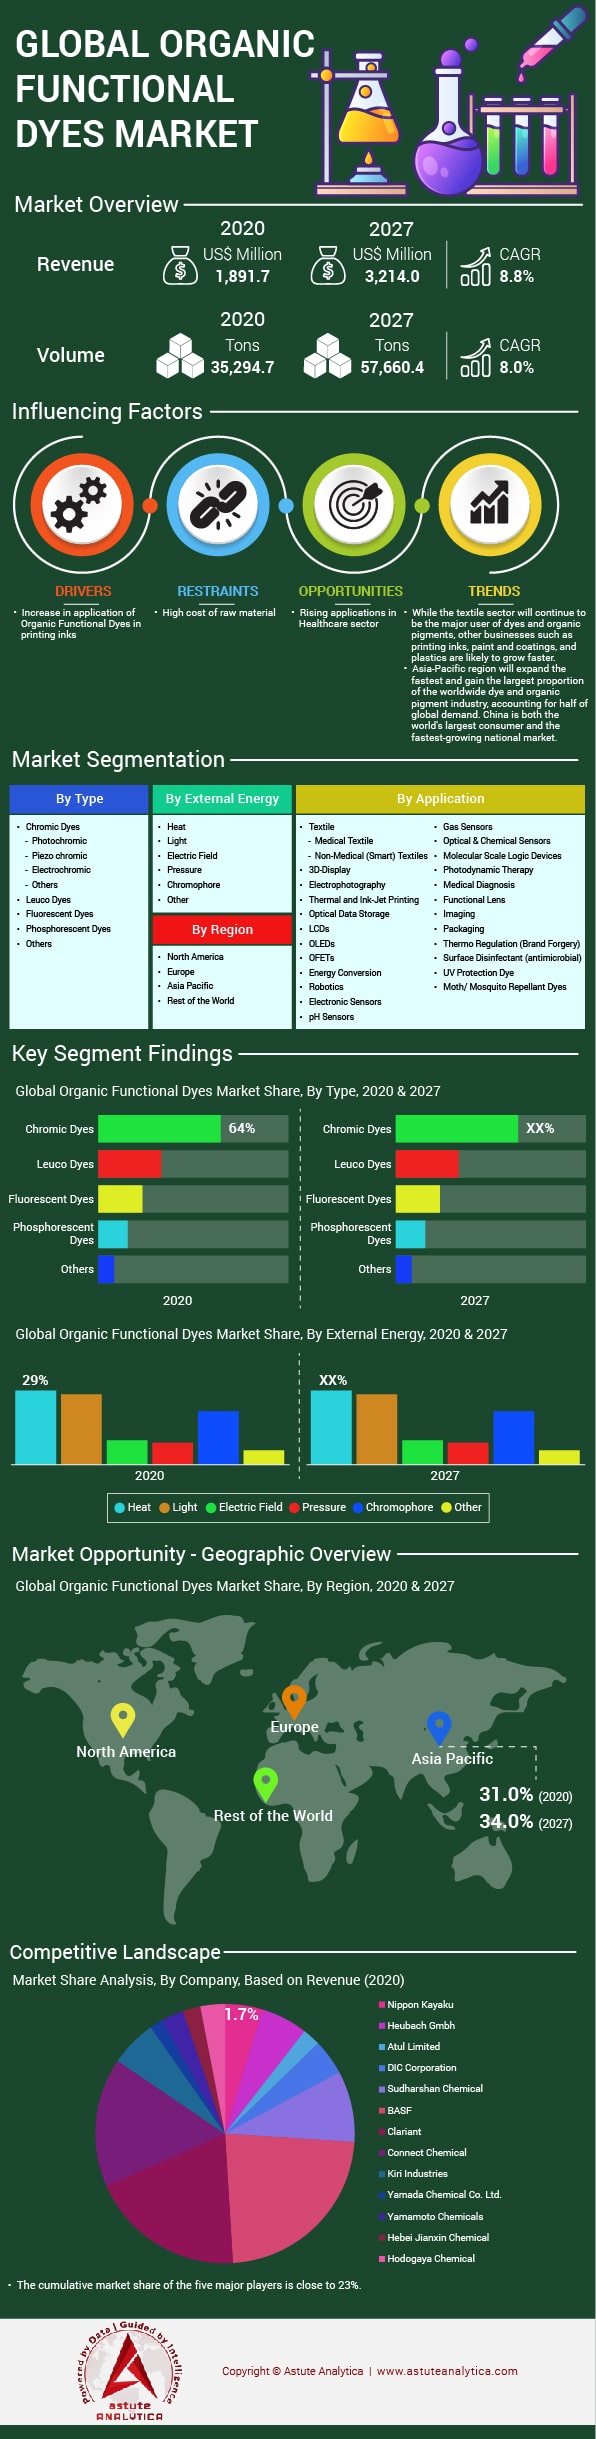 GLOBAL ORGANIC
FUNCTIONAL
DYES MARKET
Market Overview
Revenue
2020
US$ Million
1,891.7
2027
US$ Million
3,214.0
CAGR
8.8%
Volume
2020
Tons
35,294.7
2027
Tons
57,660.4
CAGR
8.0%
Influencing Factors
DRIVERS
• Increase in application of
Organic Functional Dyes in
printing inks
RESTRAINTS
• High cost of raw material
OPPORTUNITIES
• Rising applications in
Healthcare sector
TRENDS
• While the textile sector will continue to
be the major user of dyes and organic
pigments, other businesses such as
printing inks, paint and coatings, and
plastics are likely to grow faster.
• Asia-Pacific region will expand the
fastest and gain the largest proportion
of the worldwide dye and organic
pigment industry, accounting for half of
global demand. China is both the
world's largest consumer and the
fastest-growing national market.
Market Segmentation
By Type
• Chromic Dyes
- Photochromic
- Piezo chromic
- Electrochromic
- Others
• Leuco Dyes
• Fluorescent Dyes
• Phosphorescent Dyes
• Others
By External Energy
• Heat
• Light
• Electric Field
• Pressure
• Chromophore
• Other
By Region
• North America
• Europe
• Asia Pacific
• Rest of the World
By Application
• Textile
- Medical Textile
- Non-Medical (Smart) Textiles
• 3D-Display
• Electrophotography
• Thermal and Ink-Jet Printing
• Optical Data Storage
• LCDs
• OLEDs
• OFETs
• Energy Conversion
• Robotics
• Electronic Sensors
• pH Sensors
• Gas Sensors
• Optical & Chemical Sensors
• Molecular Scale Logic Devices
• Photodynamic Therapy
• Medical Diagnosis
• Functional Lens
• Imaging
• Packaging
• Thermo Regulation (Brand Forgery)
• Surface Disinfectant (antimicrobial)
• UV Protection Dye
• Moth/ Mosquito Repellant Dyes
Key Segment Findings
Global Organic Functional Dyes Market Share, By Type, 2020 & 2027
Chromic Dyes
64%
Leuco Dyes
Fluorescent Dyes
Phosphorescent
Dyes
Others
2020
Chromic Dyes
XX%
Leuco Dyes
Fluorescent Dyes
Phosphorescent
Dyes
Others
2027
Global Organic Functional Dyes Market Share, By External Energy, 2020 & 2027
29%
2020
XX%
2027
Heat
Light
Electric Field
Pressure
Chromophore
Other
Market Opportunity - Geographic Overview
Global Organic Functional Dyes Market Share, By Region, 2020 & 2027
North America
Europe
Asia Pacific
Rest of the World
31.0% (2020)
34.0% (2027)
Competitive Landscape
Market Share Analysis, By Company, Based on Revenue (2020)
1.7%
Nippon Kayaku
Heubach Gmbh
Atul Limited
DIC Corporation
Sudharshan Chemical
BASF
Clariant
Connect Chemical
Kiri Industries
Yamada Chemical Co. Ltd.
Yamamoto Chemicals
Hebei Jianxin Chemical
Hodogaya Chemical
• The cumulative market share of the five major players is close to 23%.
Powered by Data | Guided by Intelligence
astute
ANALYTICA
Copyright © Astute Analytica | www.astuteanalytica.com